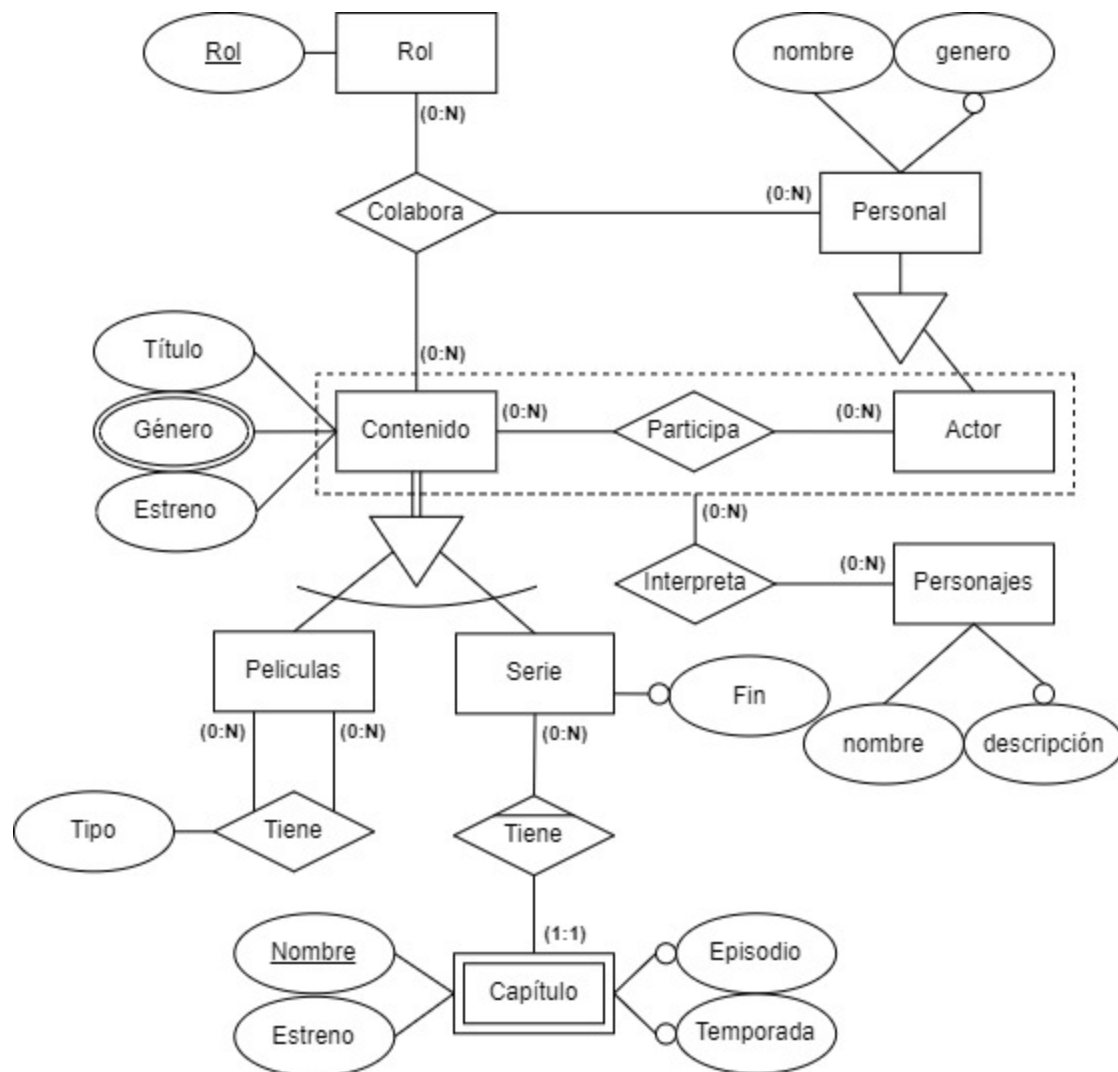 Rol
Rol
nombre
genero
(0:N)
Colabora
(0:N)
Personal
Título
(0:N)
Género
Contenido
(0:N)
Participa
(0:N)
Actor
Estreno
(0:N)
Interpreta
(0:N)
Personajes
Peliculas
Serie
Fin
(0:N)
(0:N)
(0:N)
nombre
descripción
Tipo
Tiene
Tiene
(1:1)
Nombre
Episodio
Capítulo
Estreno
Temporada